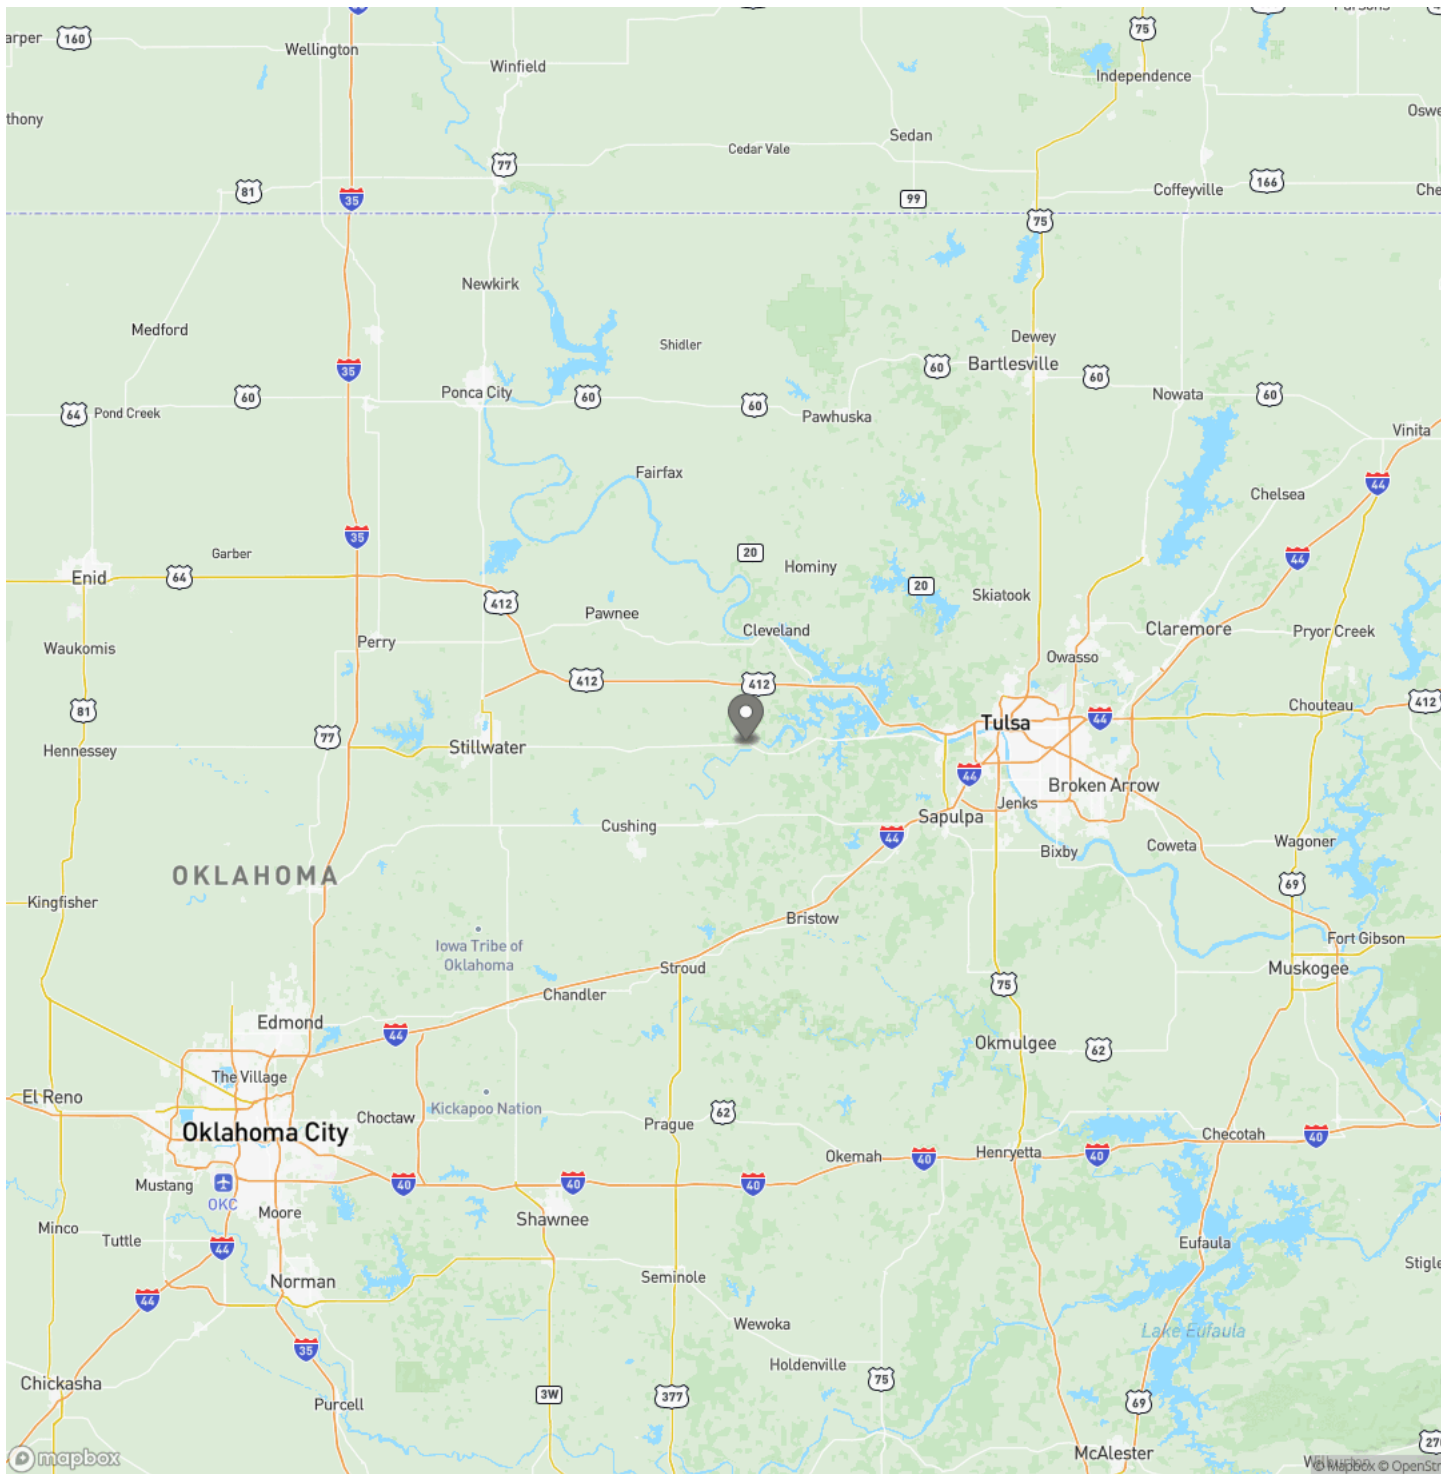 arper
160
Wellington
Winfield
75
Independence
thony
Oswe
Sedan
Cedar Vale
77
81
35
99
Coffeyville
166
Che
75
Newkirk
Medford
Shidler
Dewey
35
60
Bartlesville
60
Nowata
60
Ponca City
60
60
60
64
Pond Creek
Pawhuska
Vinita
Fairfax
44
Chelsea
35
20
44
Garber
Hominy
Enid
64
20
Skiatook
412
Pawnee
Cleveland
Claremore
Pryor Creek
Waukomis
Perry
Owasso
412
412
Chouteau
412
81
Tulsa
44
77
Hennessey
Stillwater
44
Broken Arrow
Jenks
Sapulpa
Cushing
44
Wagoner
Coweta
Bixby
OKLAHOMA
69
Kingfisher
Bristow
Iowa Tribe of
Oklahoma
Fort Gibson
Stroud
Muskogee
Chandler
75
Edmond
44
Okmulgee
62
The Village
El Reno
Kickapoo Nation
62
Choctaw
Prague
Oklahoma City
Checotah
40
Okemah
40
Henryetta
40
Mustang
OKC
40
40
40
Moore
Shawnee
Minco
Tuttle
44
Eufaula
Stigle
Norman
Seminole
44
Wewoka
Lake Eufaula
35
Holdenville
75
Chickasha
3W
377
69
Purcell
270
McAlester
mapbox
© Mapbox © OpenStr